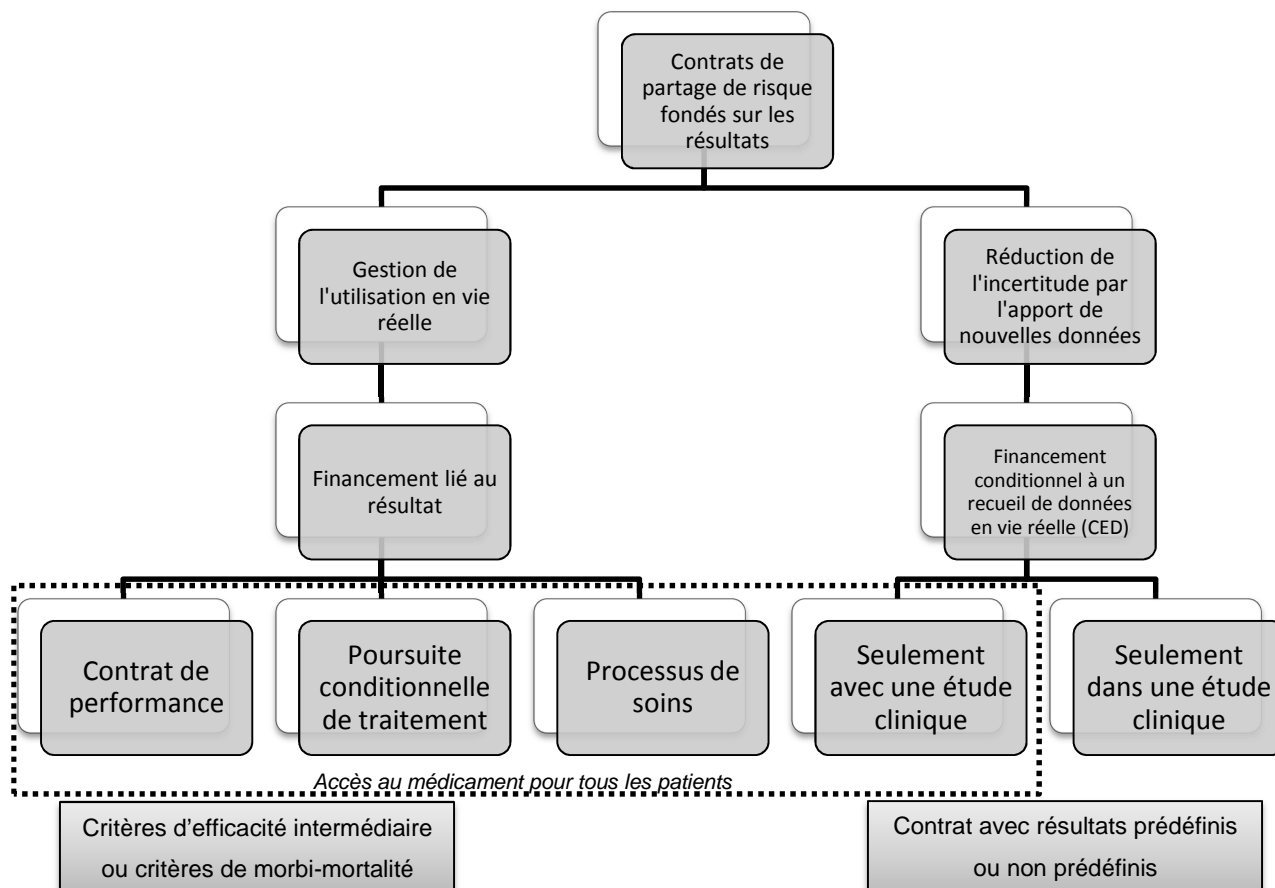 Contrats de
partage de risque
fondés sur les
résultats
Gestion de
l'utilisation en vie
réelle
Réduction de
l'incertitude par
l'apport de
nouvelles données
Financement lié au
résultat
Financement
conditionnel à un
recueil de données
en vie réelle (CED)
Contrat de
performance
Poursuite
conditionnelle
de traitement
Processus de
soins
Seulement
avec une étude
clinique
Seulement
dans une étude
clinique
Accès au médicament pour tous les patients
Critères d’efficacité intermédiaire
ou critères de morbi-mortalité
Contrat avec résultats prédéfinis
ou non prédéfinis